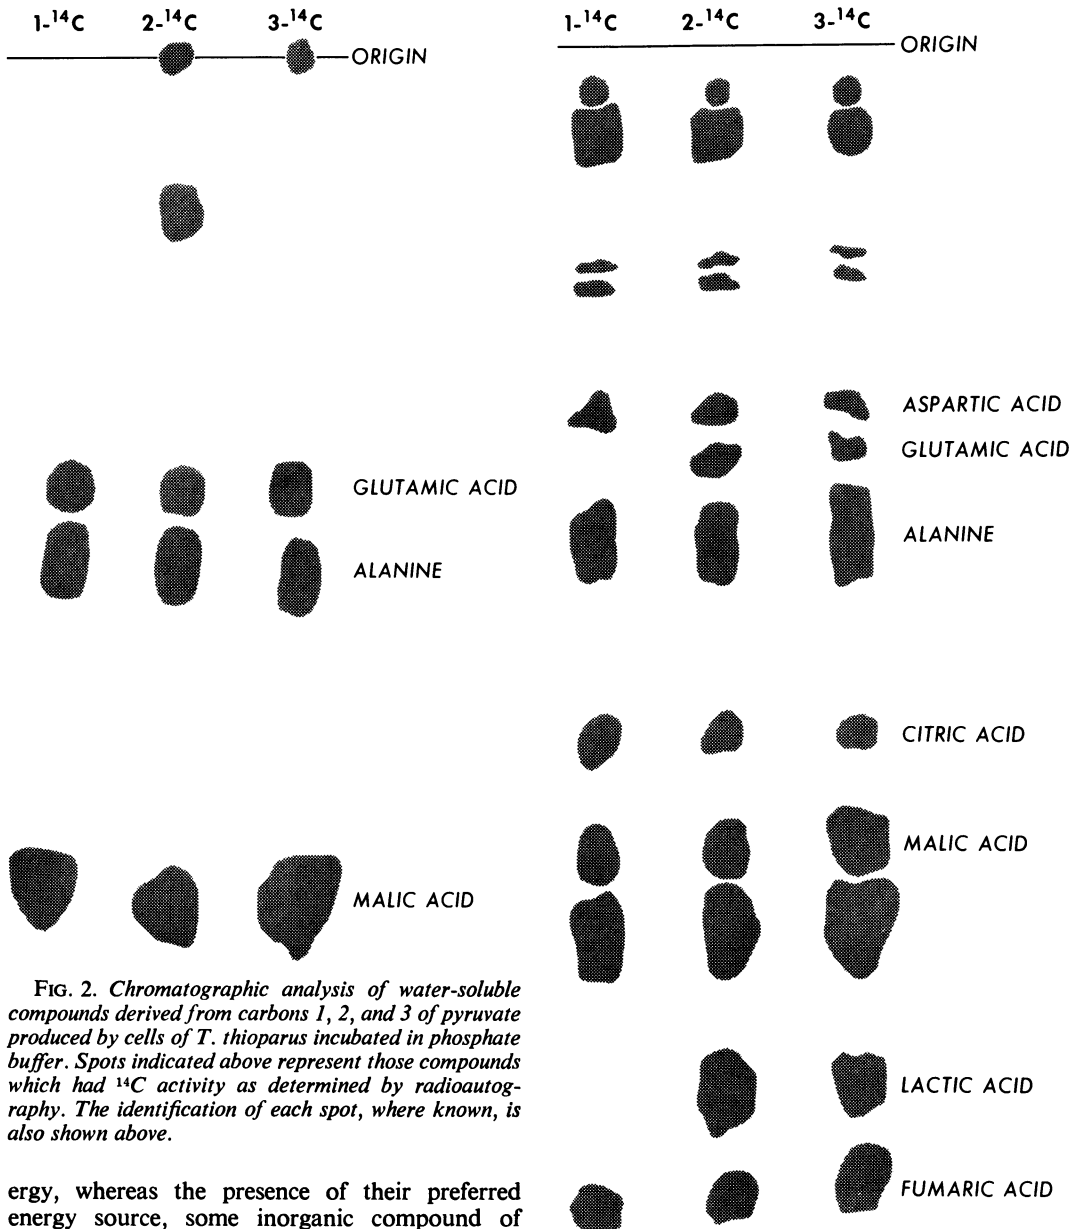 1-¹⁴C 2-¹⁴C 3-¹⁴C
ORIGIN
GLUTAMIC ACID
ALANINE
MALIC ACID
FIG. 2. Chromatographic analysis of water-soluble
compounds derived from carbons 1, 2, and 3 of pyruvate
produced by cells of T. thioparus incubated in phosphate
buffer. Spots indicated above represent those compounds
which had ¹⁴C activity as determined by radioautog-
raphy. The identification of each spot, where known, is
also shown above.
ergy, whereas the presence of their preferred
energy source, some inorganic compound of
1-¹⁴C 2-¹⁴C 3-¹⁴C
ORIGIN
ASPARTIC ACID
GLUTAMIC ACID
ALANINE
CITRIC ACID
MALIC ACID
LACTIC ACID
FUMARIC ACID